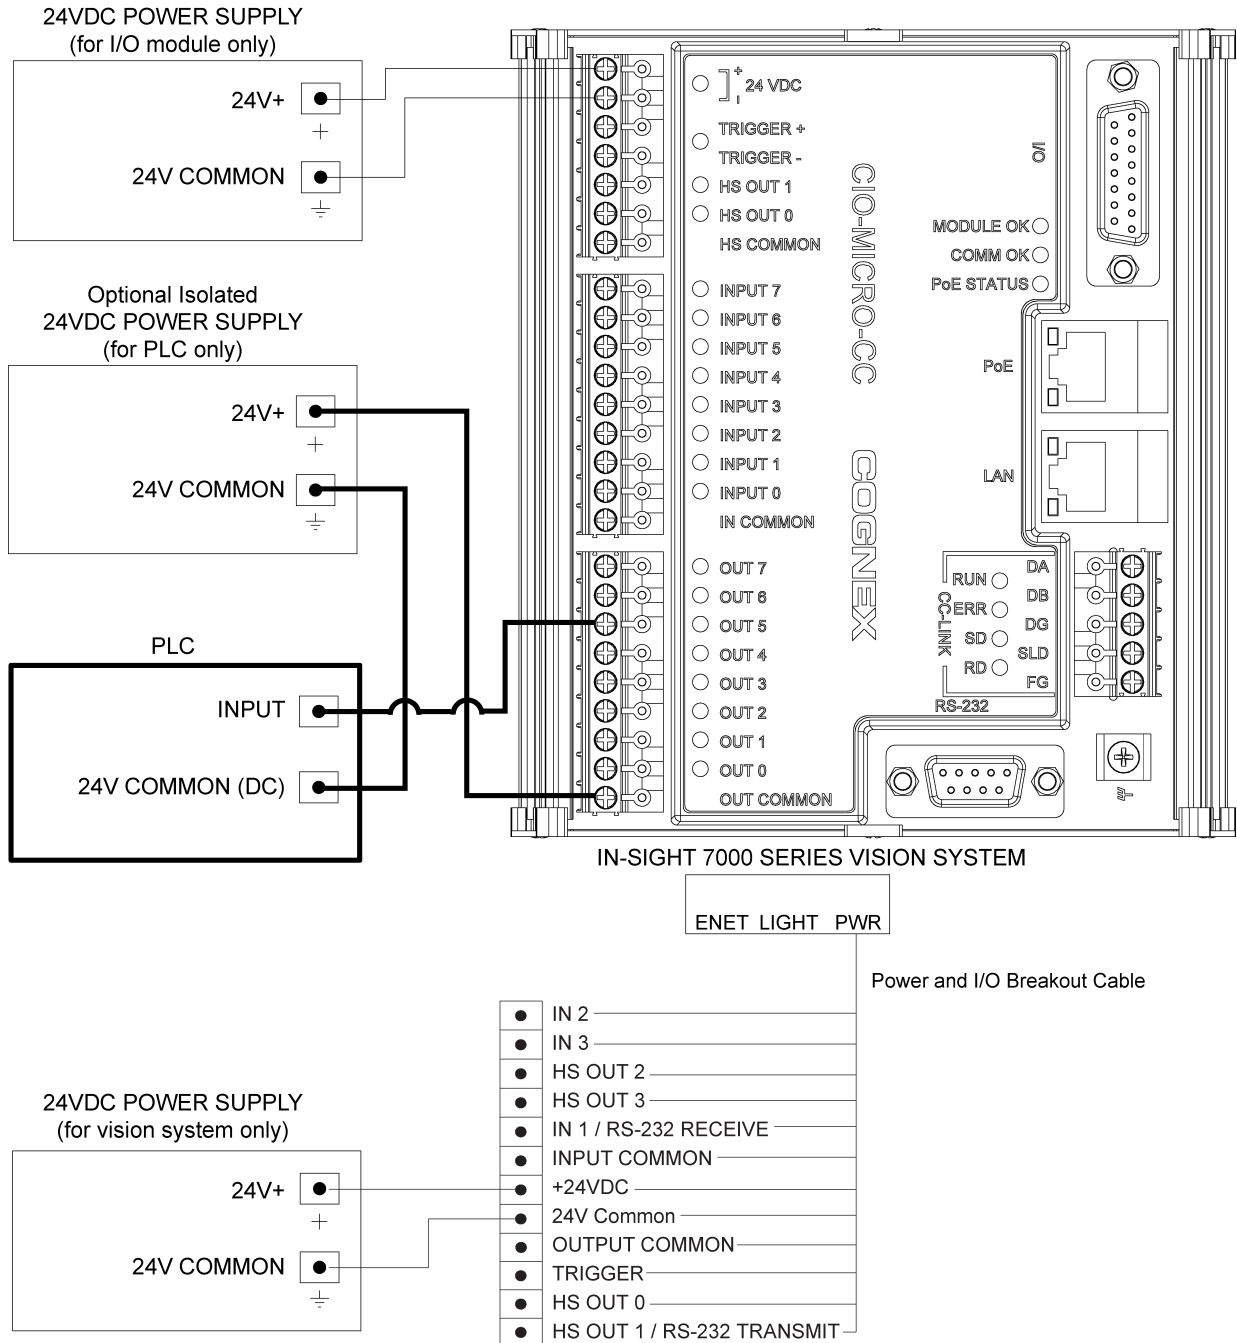 24VDC POWER SUPPLY
(for I/O module only)
24V+
+
24V COMMON
Optional Isolated
24VDC POWER SUPPLY
(for PLC only)
24V+
+
24V COMMON
PLC
INPUT
24V COMMON (DC)
+
-
24 VDC
TRIGGER +
TRIGGER -
HS OUT 1
HS OUT 0
HS COMMON
INPUT 7
INPUT 6
INPUT 5
INPUT 4
INPUT 3
INPUT 2
INPUT 1
INPUT 0
IN COMMON
OUT 7
OUT 6
OUT 5
OUT 4
OUT 3
OUT 2
OUT 1
OUT 0
OUT COMMON
CIO-MICRO-CC
COGNEX
I/O
MODULE OK
COMM OK
PoE STATUS
PoE
LAN
CC-LINK
RUN
ERR
SD
RD
DA
DB
DG
SLD
FG
RS-232
IN-SIGHT 7000 SERIES VISION SYSTEM
ENET LIGHT PWR
Power and I/O Breakout Cable
IN 2
IN 3
HS OUT 2
HS OUT 3
IN 1 / RS-232 RECEIVE
INPUT COMMON
+24VDC
24V Common
OUTPUT COMMON
TRIGGER
HS OUT 0
HS OUT 1 / RS-232 TRANSMIT
24VDC POWER SUPPLY
(for vision system only)
24V+
+
24V COMMON